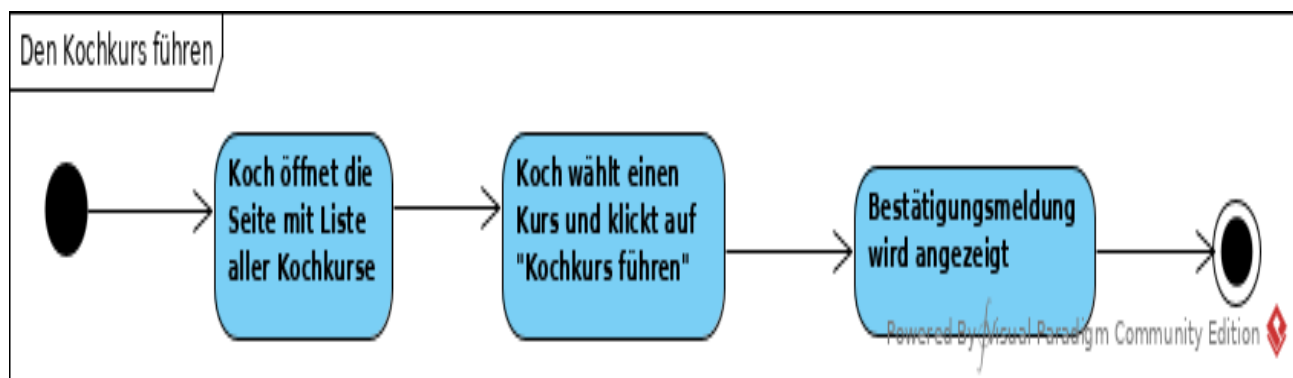 Den Kochkurs führen
Koch öffnet die
Seite mit Liste
aller Kochkurse
Koch wählt einen
Kurs und klickt auf
"Kochkurs führen"
Bestätigungsmeldung
wird angezeigt
Powered By Visual Paradigm Community Edition